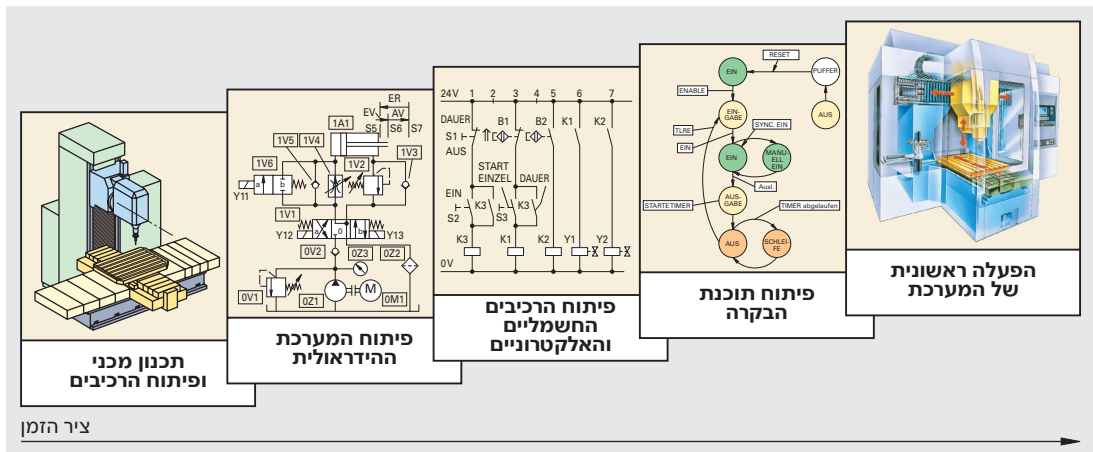 תכנון מכני
ופיתוח הרכיבים
ER
EV AV
S5 S6 S7
1A1
1V5 1V4
1V3
1V6
1V2
a b
Y11
1V1
a 0 b
Y12 Y13
0V2 0Z3 0Z2
0V1
M
0Z1 0M1
פיתוח המערכת
ההידראולית
24V 1 2 3 4 5 6 7
DAUER B1 B2 K1 K2
S1
AUS
START
EINZEL DAUER
EIN
K3 K3
S2 S3
K3 K1 K2 Y1 Y2
0V
פיתוח הרכיבים
החשמליים
והאלקטרוניים
RESET
EIN PUFFER
ENABLE
EIN-
GABE
AUS
TLRE SYNC. EIN
EIN
EIN
MANU-
ELL
EIN
Ausl.
AUS-
GABE
STARTE TIMER TIMER abgelaufen
AUS
SCHLEI-
FE
פיתוח תוכנת
הבקרה
הפעלה ראשונית
של המערכת
ציר הזמן